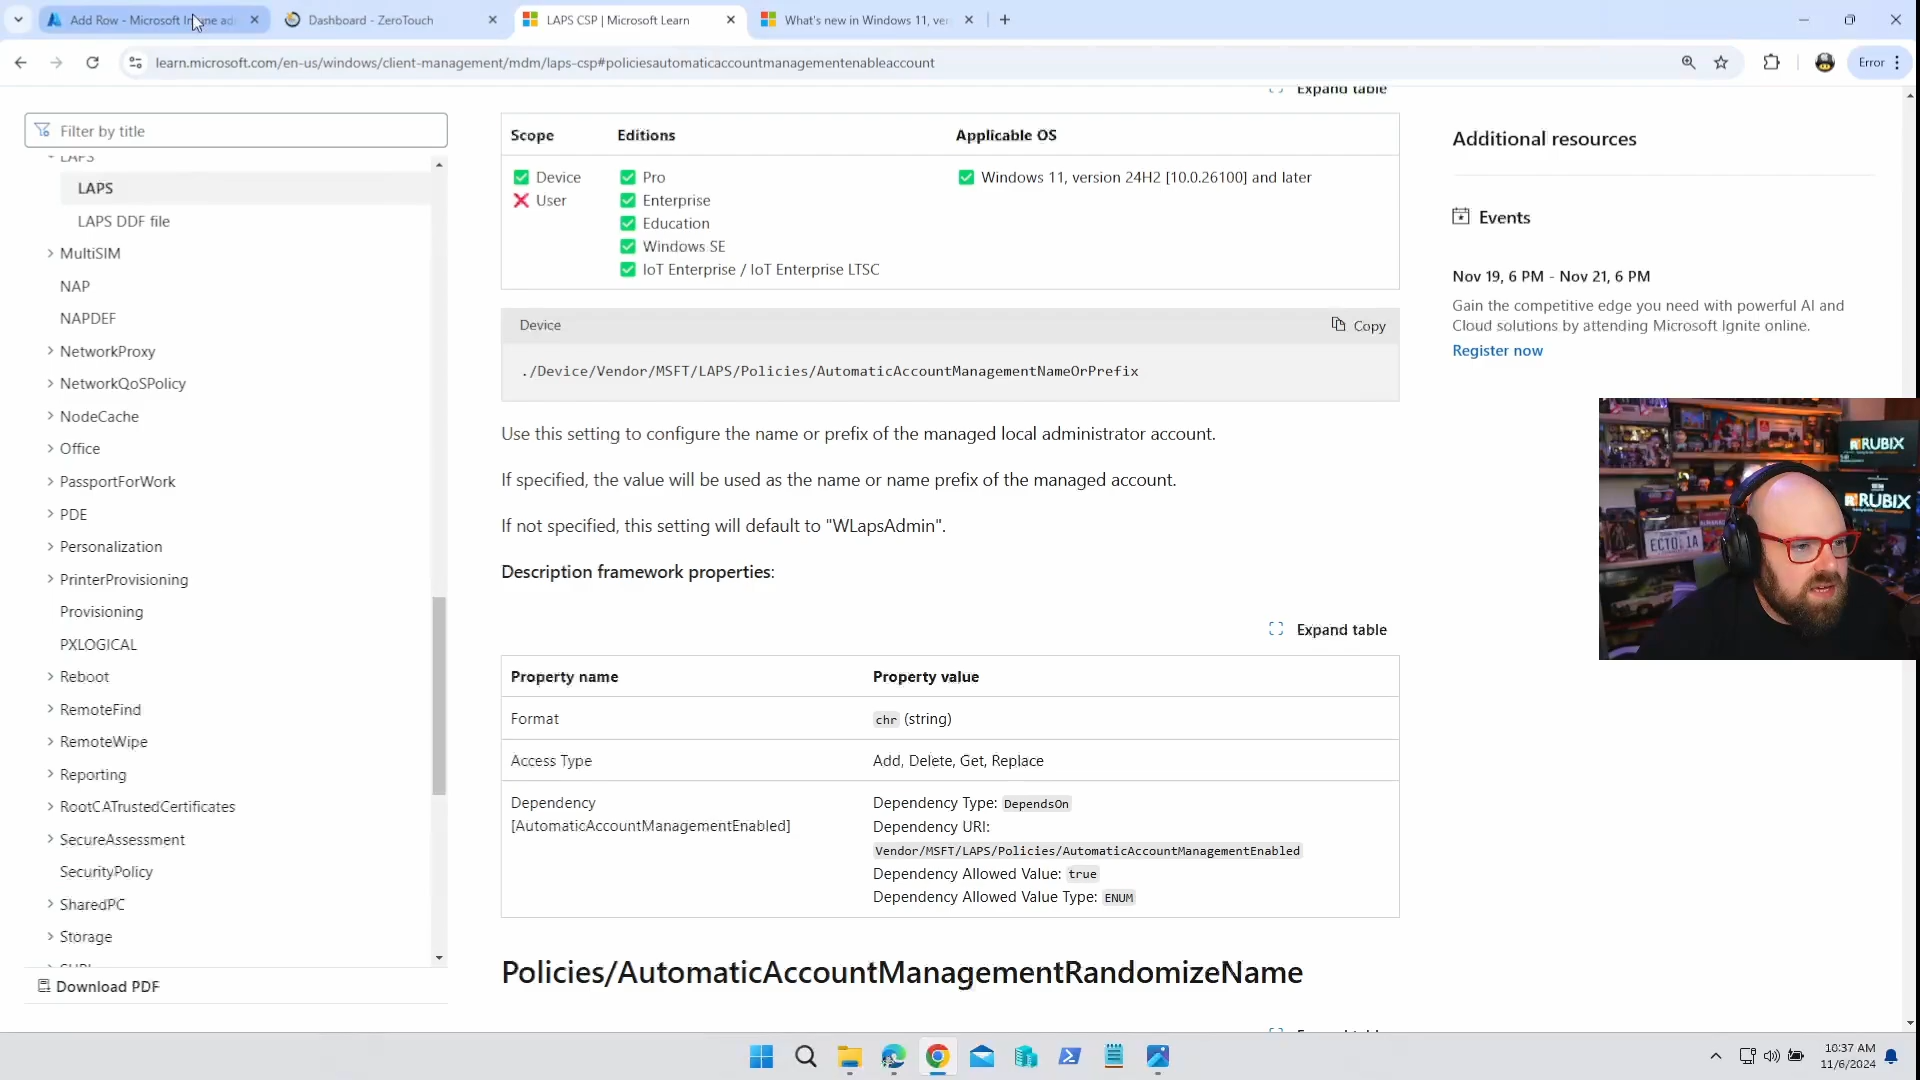 Add Row - Microsoft Intune ad
Dashboard - ZeroTouch
LAPS CSP | Microsoft Learn
What's new in Windows 11, ver
learn.microsoft.com/en-us/windows/client-management/mdm/laps-csp#policiesautomaticaccountmanagementenableaccount
Error
Filter by title
LAPS
LAPS
LAPS DDF file
MultiSIM
NAP
NAPDEF
NetworkProxy
NetworkQoSPolicy
NodeCache
Office
PassportForWork
PDE
Personalization
PrinterProvisioning
Provisioning
PXLOGICAL
Reboot
RemoteFind
RemoteWipe
Reporting
RootCATrustedCertificates
SecureAssessment
SecurityPolicy
SharedPC
Storage
Download PDF
Expand table
Scope Editions Applicable OS
Device Pro Windows 11, version 24H2 [10.0.26100] and later
User Enterprise
Education
Windows SE
IoT Enterprise / IoT Enterprise LTSC
Device Copy
./Device/Vendor/MSFT/LAPS/Policies/AutomaticAccountManagementNameOrPrefix
Use this setting to configure the name or prefix of the managed local administrator account.
If specified, the value will be used as the name or name prefix of the managed account.
If not specified, this setting will default to "WLapsAdmin".
Description framework properties:
Expand table
Property name Property value
Format chr (string)
Access Type Add, Delete, Get, Replace
Dependency Dependency Type: DependsOn
[AutomaticAccountManagementEnabled] Dependency URI:
Vendor/MSFT/LAPS/Policies/AutomaticAccountManagementEnabled
Dependency Allowed Value: true
Dependency Allowed Value Type: ENUM
Policies/AutomaticAccountManagementRandomizeName
Additional resources
Events
Nov 19, 6 PM - Nov 21, 6 PM
Gain the competitive edge you need with powerful AI and
Cloud solutions by attending Microsoft Ignite online.
Register now
RUBIX
RUBIX
ECTO-1A
10:37 AM
11/6/2024